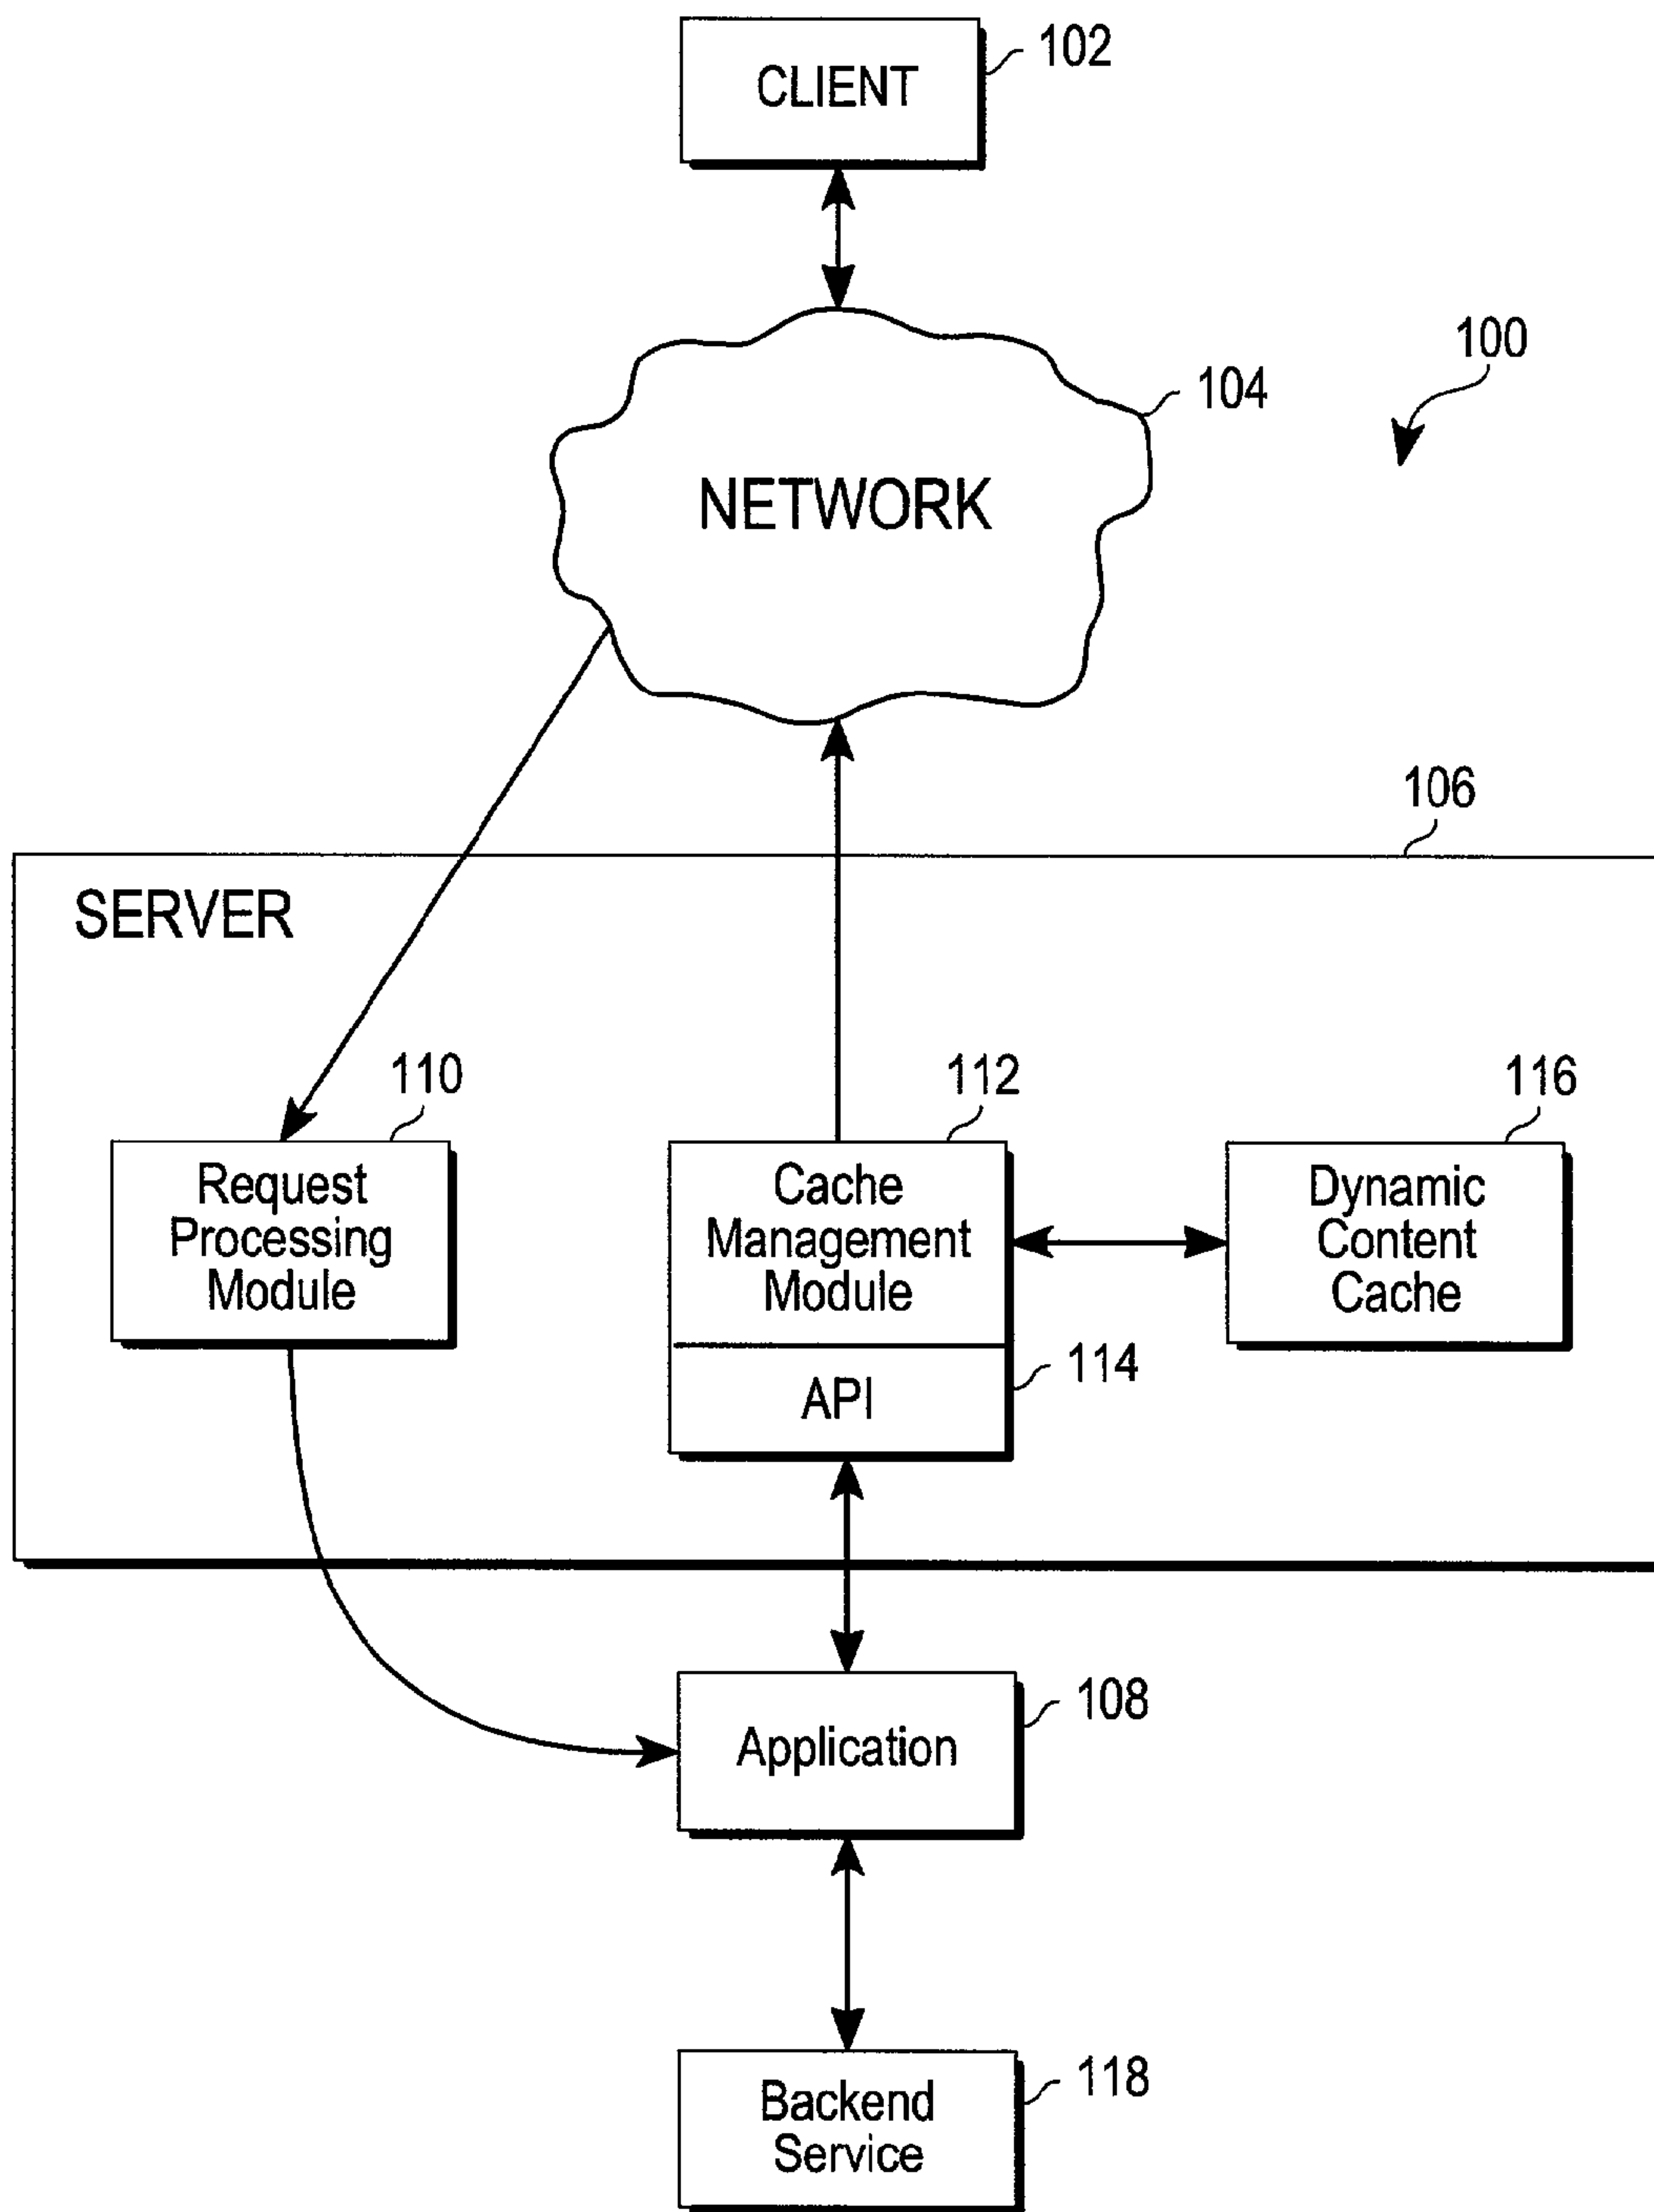 CLIENT
102
100
104
NETWORK
106
SERVER
110
112
116
Request
Processing
Module
Cache
Management
Module
Dynamic
Content
Cache
114
API
108
Application
118
Backend
Service